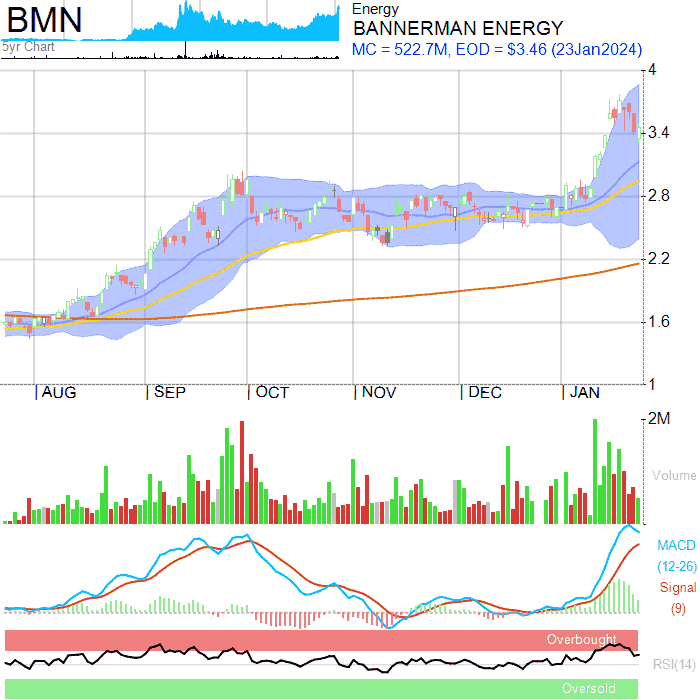 BMN
5yr Chart
Energy
BANNERMAN ENERGY
MC = 522.7M, EOD = $3.46 (23Jan2024)
4
3.4
2.8
2.2
1.6
1
AUG SEP OCT NOV DEC JAN
2M
Volume
MACD
(12-26)
Signal
(9)
Overbought
RSI(14)
Oversold